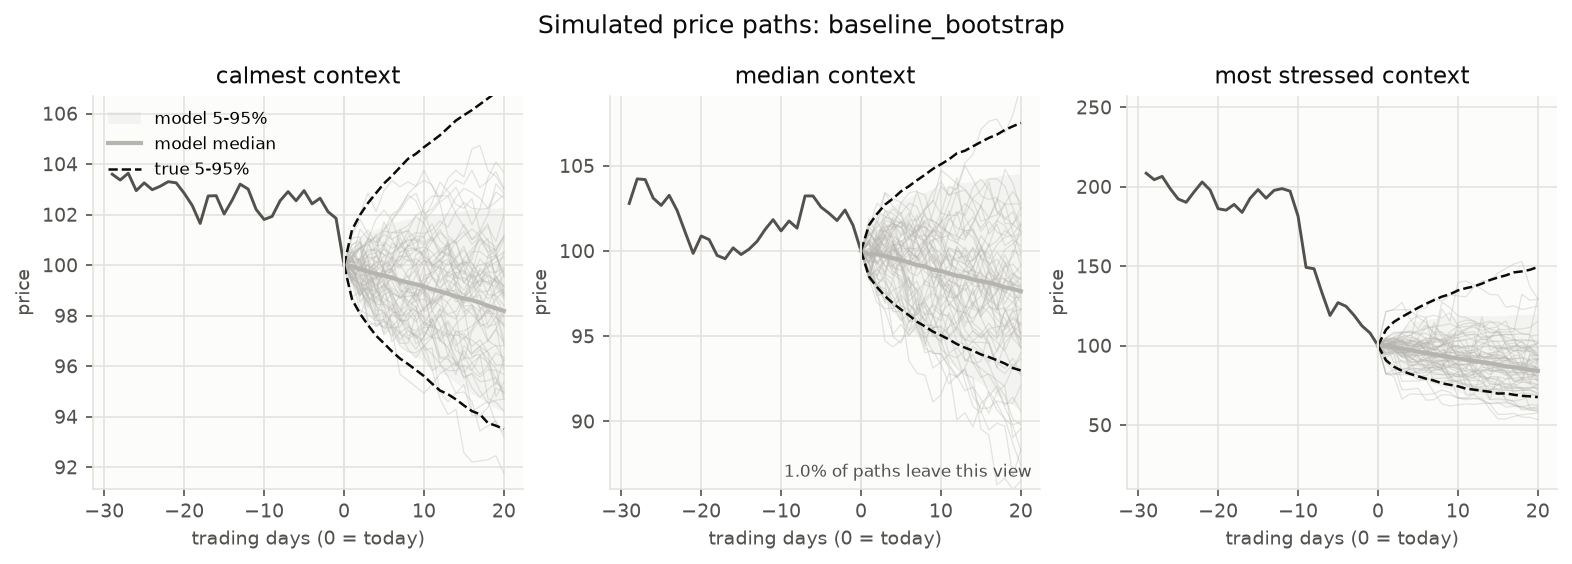 Simulated price paths: baseline_bootstrap
calmest context
106
104
102
100
98
96
94
92
price
model 5-95%
model median
true 5-95%
−30 −20 −10 0 10 20
trading days (0 = today)
median context
105
100
95
90
price
1.0% of paths leave this view
−30 −20 −10 0 10 20
trading days (0 = today)
most stressed context
250
200
150
100
50
price
−30 −20 −10 0 10 20
trading days (0 = today)